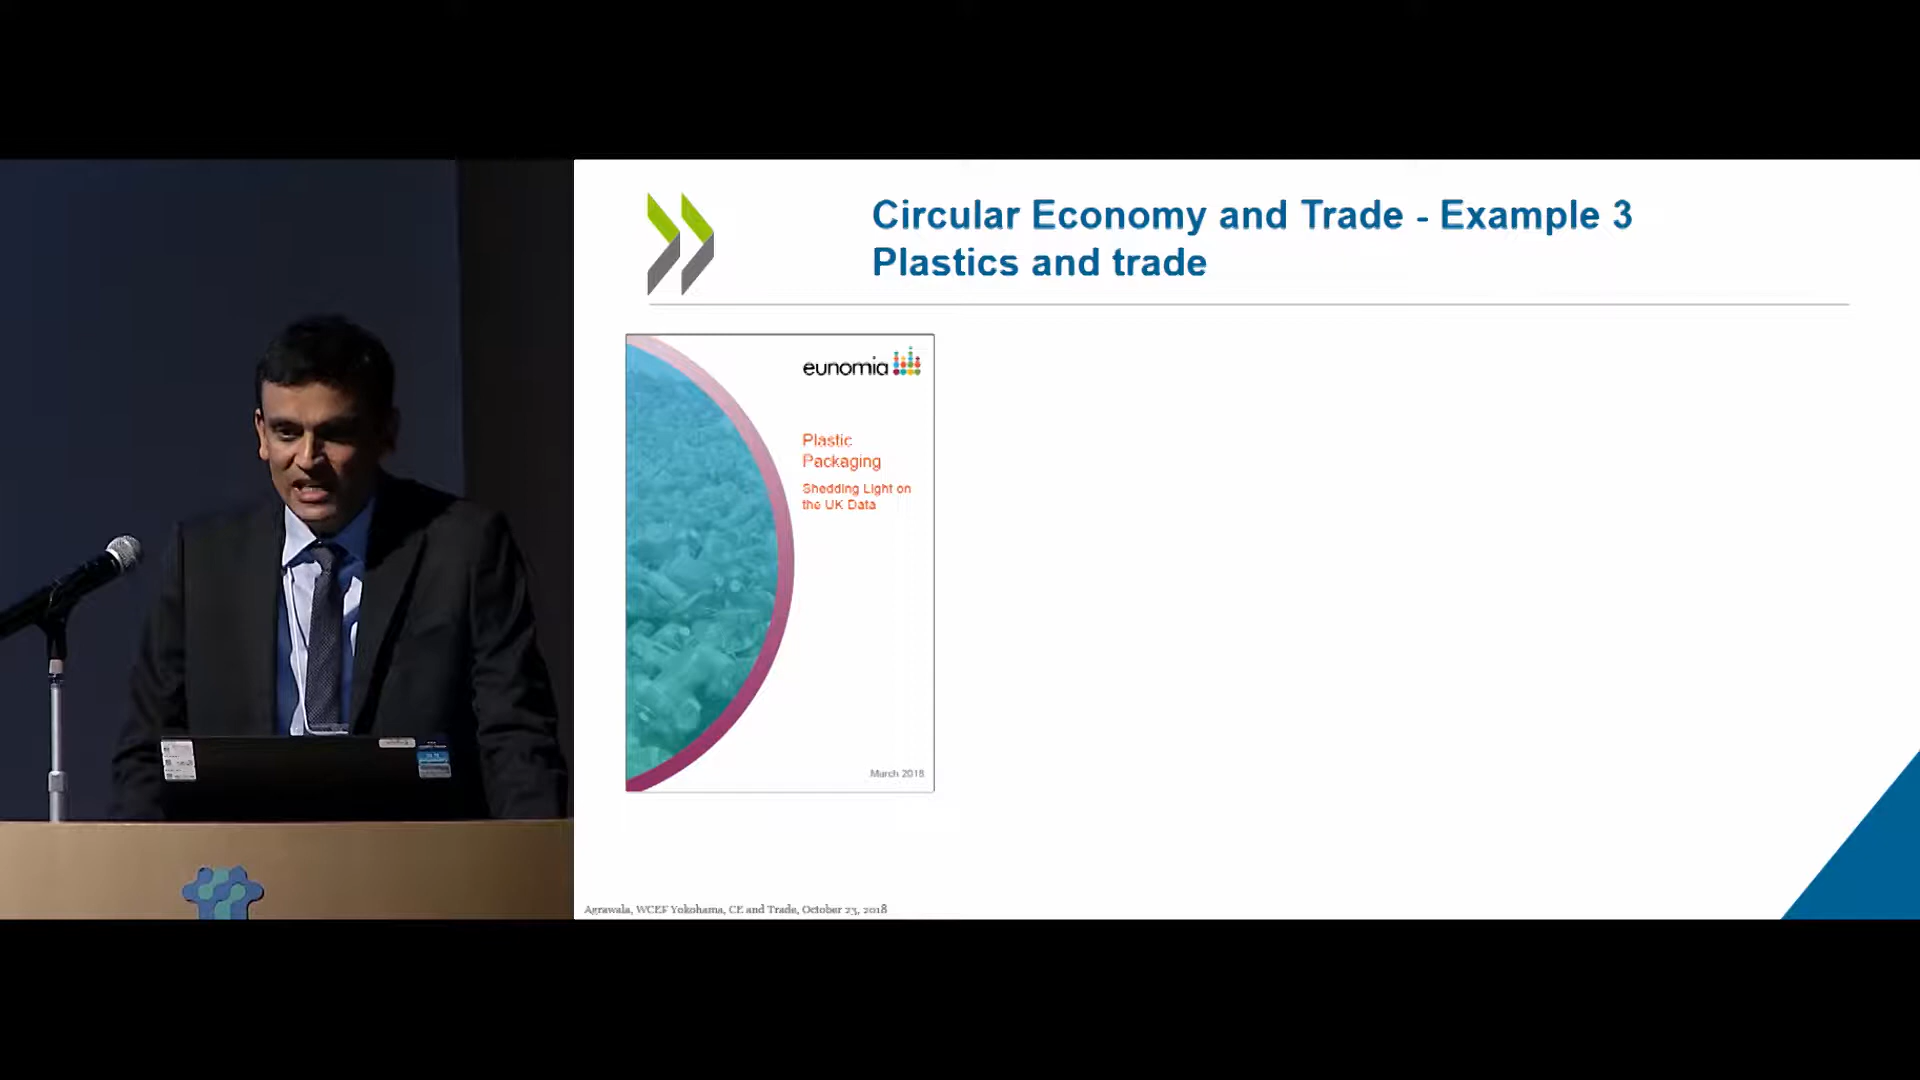 Circular Economy and Trade - Example 3
Plastics and trade
eunomia
Plastic
Packaging
Shedding Light on
the UK Data
March 2018
Agrawala, WCEF Yokohama, CE and Trade, October 23, 2018